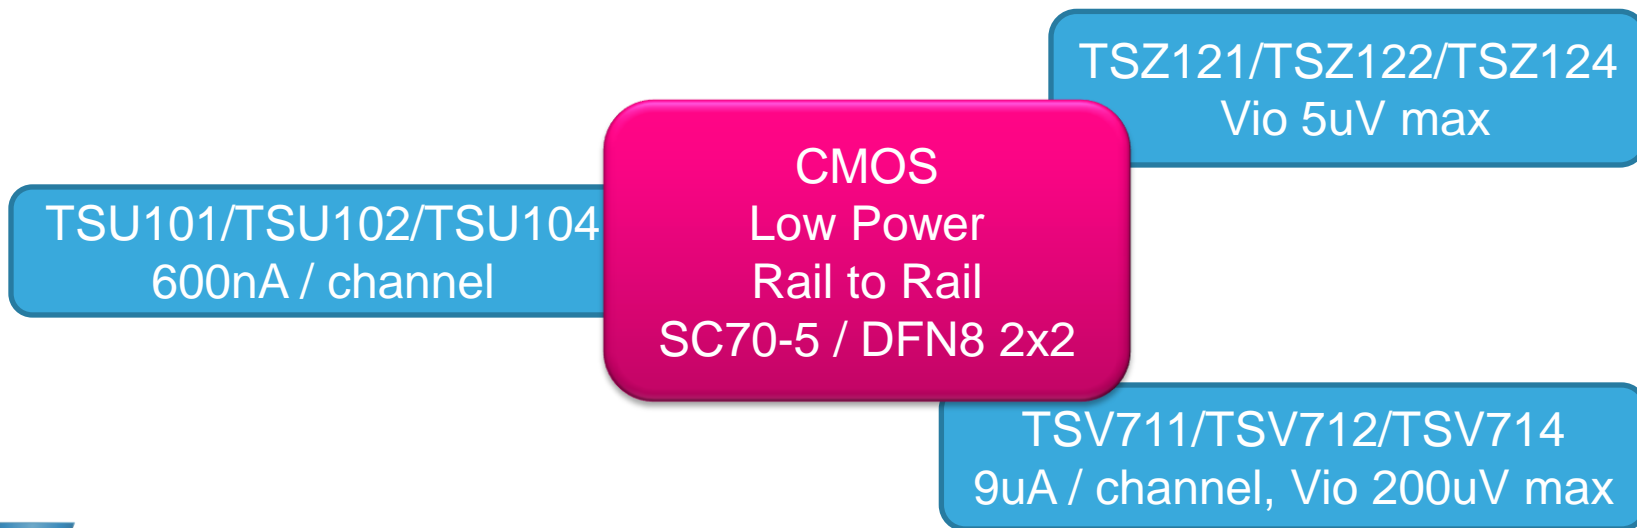 TSZ121/TSZ122/TSZ124
Vio 5uV max
CMOS
Low Power
Rail to Rail
SC70-5 / DFN8 2x2
TSU101/TSU102/TSU104
600nA / channel
TSV711/TSV712/TSV714
9uA / channel, Vio 200uV max